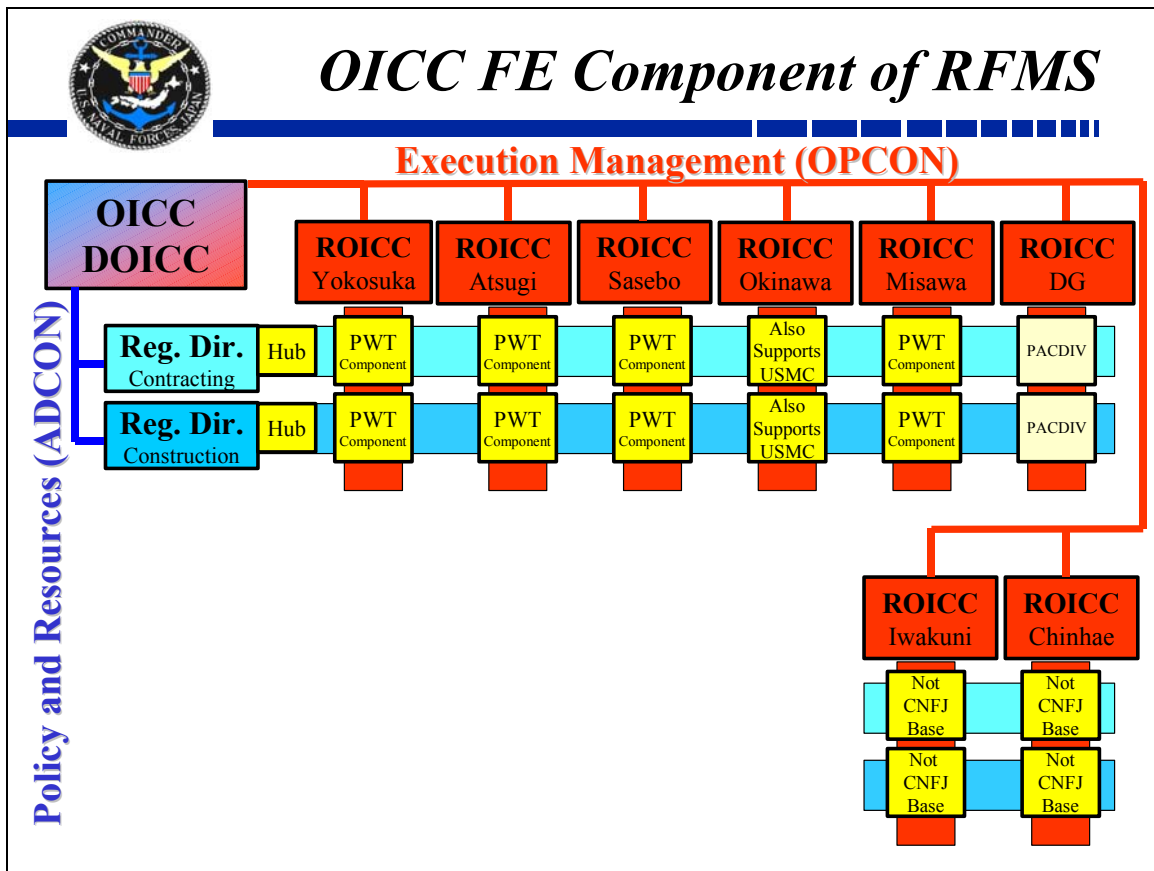 COMMANDER
U.S. NAVAL FORCES, JAPAN
OICC FE Component of RFMS
Execution Management (OPCON)
Policy and Resources (ADCON)
OICC
DOICC
ROICC
Yokosuka
ROICC
Atsugi
ROICC
Sasebo
ROICC
Okinawa
ROICC
Misawa
ROICC
DG
Reg. Dir.
Contracting
Hub
PWT
Component
PWT
Component
PWT
Component
Also
Supports
USMC
PWT
Component
PACDIV
Reg. Dir.
Construction
Hub
PWT
Component
PWT
Component
PWT
Component
Also
Supports
USMC
PWT
Component
PACDIV
ROICC
Iwakuni
ROICC
Chinhae
Not
CNFJ
Base
Not
CNFJ
Base
Not
CNFJ
Base
Not
CNFJ
Base